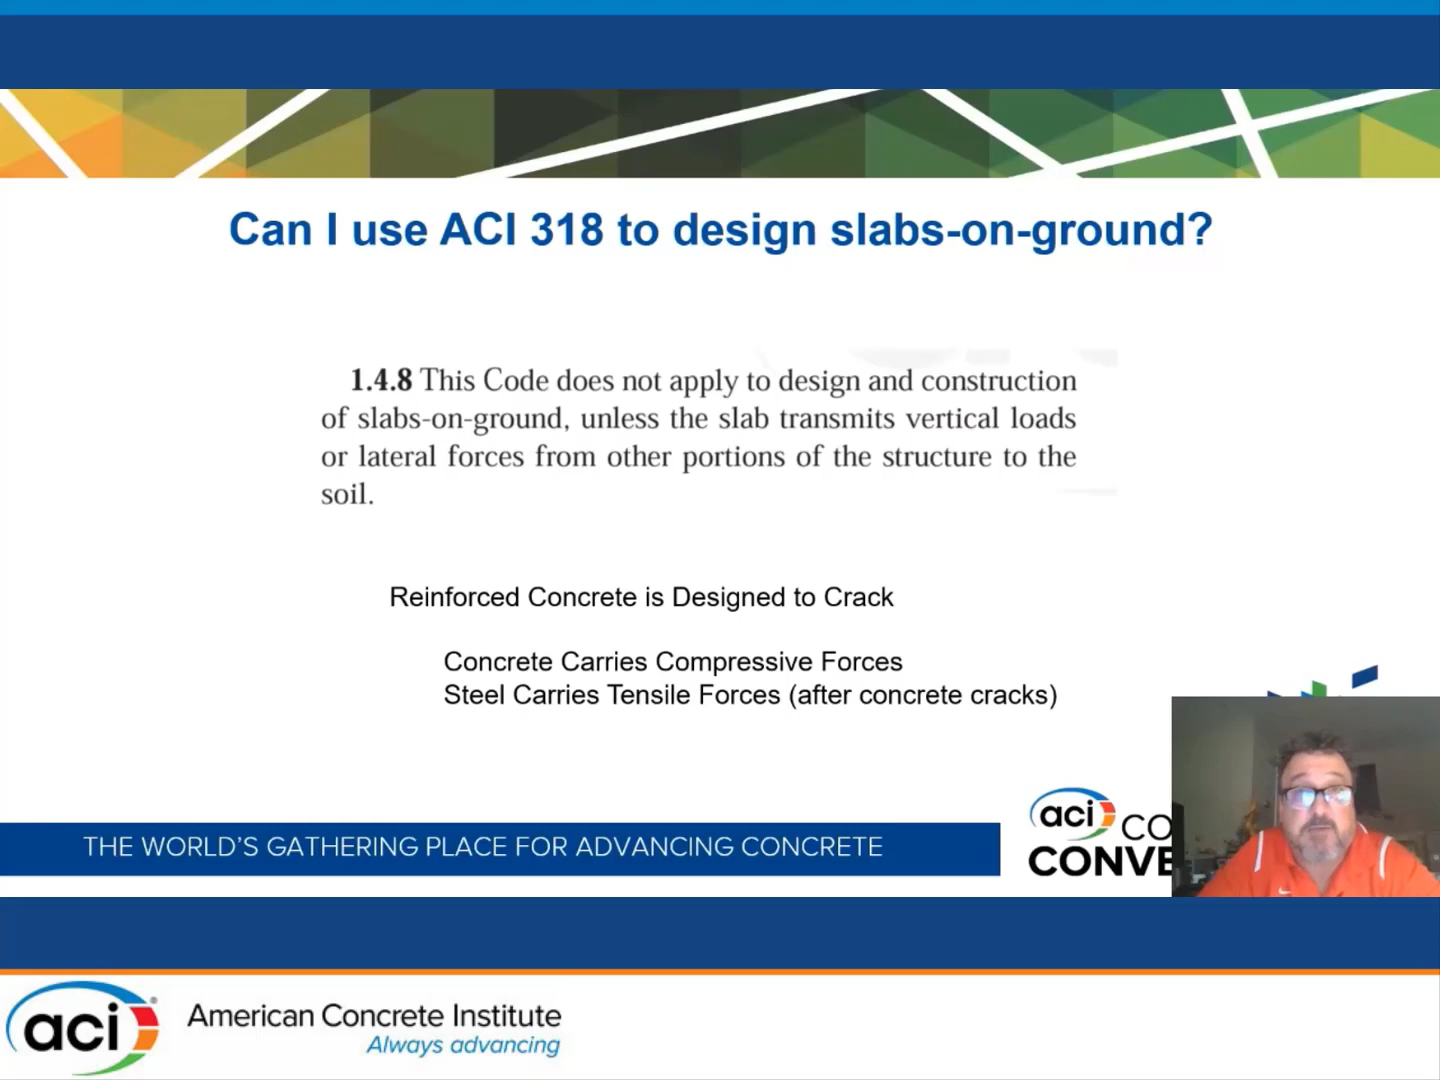 Can I use ACI 318 to design slabs-on-ground?
1.4.8 This Code does not apply to design and construction
of slabs-on-ground, unless the slab transmits vertical loads
or lateral forces from other portions of the structure to the
soil.
Reinforced Concrete is Designed to Crack
Concrete Carries Compressive Forces
Steel Carries Tensile Forces (after concrete cracks)
THE WORLD'S GATHERING PLACE FOR ADVANCING CONCRETE
aci CO
CONVE
aci
American Concrete Institute
Always advancing